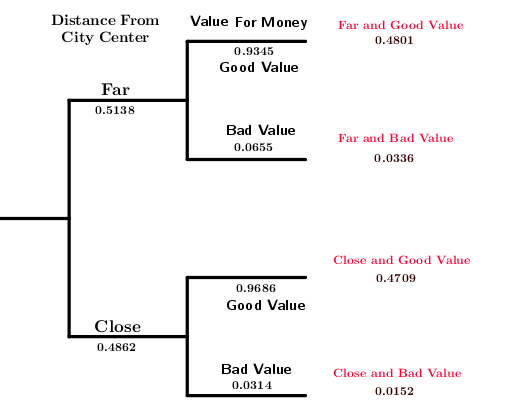 Distance From
City Center
Value For Money
Far and Good Value
0.4801
0.9345
Good Value
Far
0.5138
Bad Value
0.0655
Far and Bad Value
0.0336
Close and Good Value
0.4709
0.9686
Good Value
Close
0.4862
Bad Value
0.0314
Close and Bad Value
0.0152